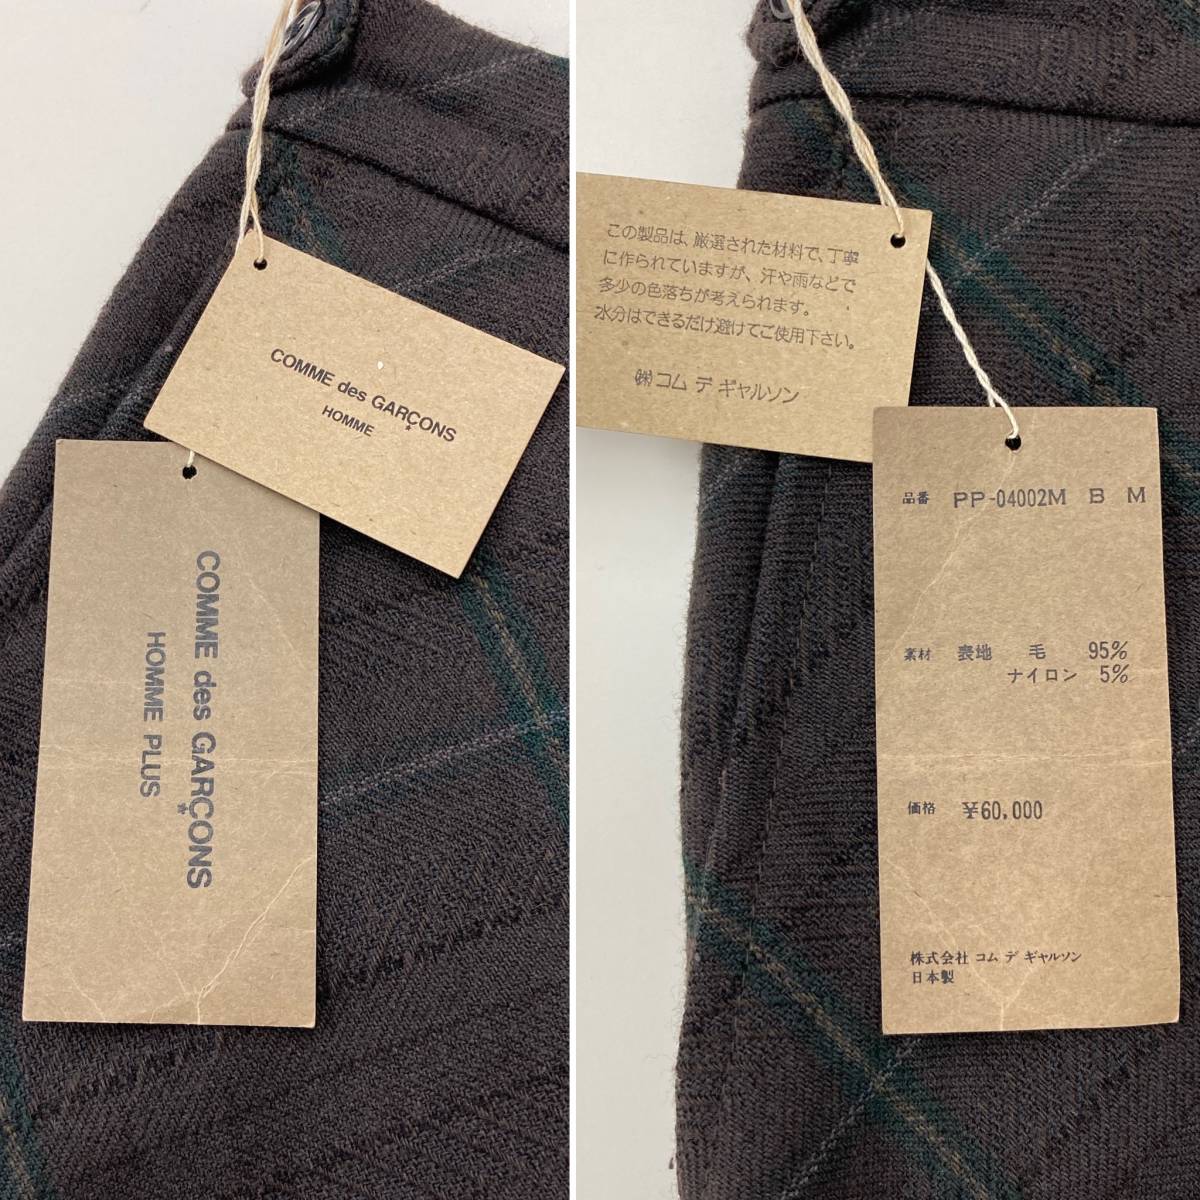 COMME des GARÇONS
HOMME
COMME des GARÇONS
HOMME PLUS
この製品は、厳選された材料で、丁寧
に作られていますが、汗や雨などで
多少の色落ちが考えられます。
水分はできるだけ避けてご使用下さい。
㈱コム デ ギャルソン
品番 PP-04002M B M
素材 表地 毛 95%
ナイロン 5%
価格 ¥60,000
株式会社 コム デ ギャルソン
日本製